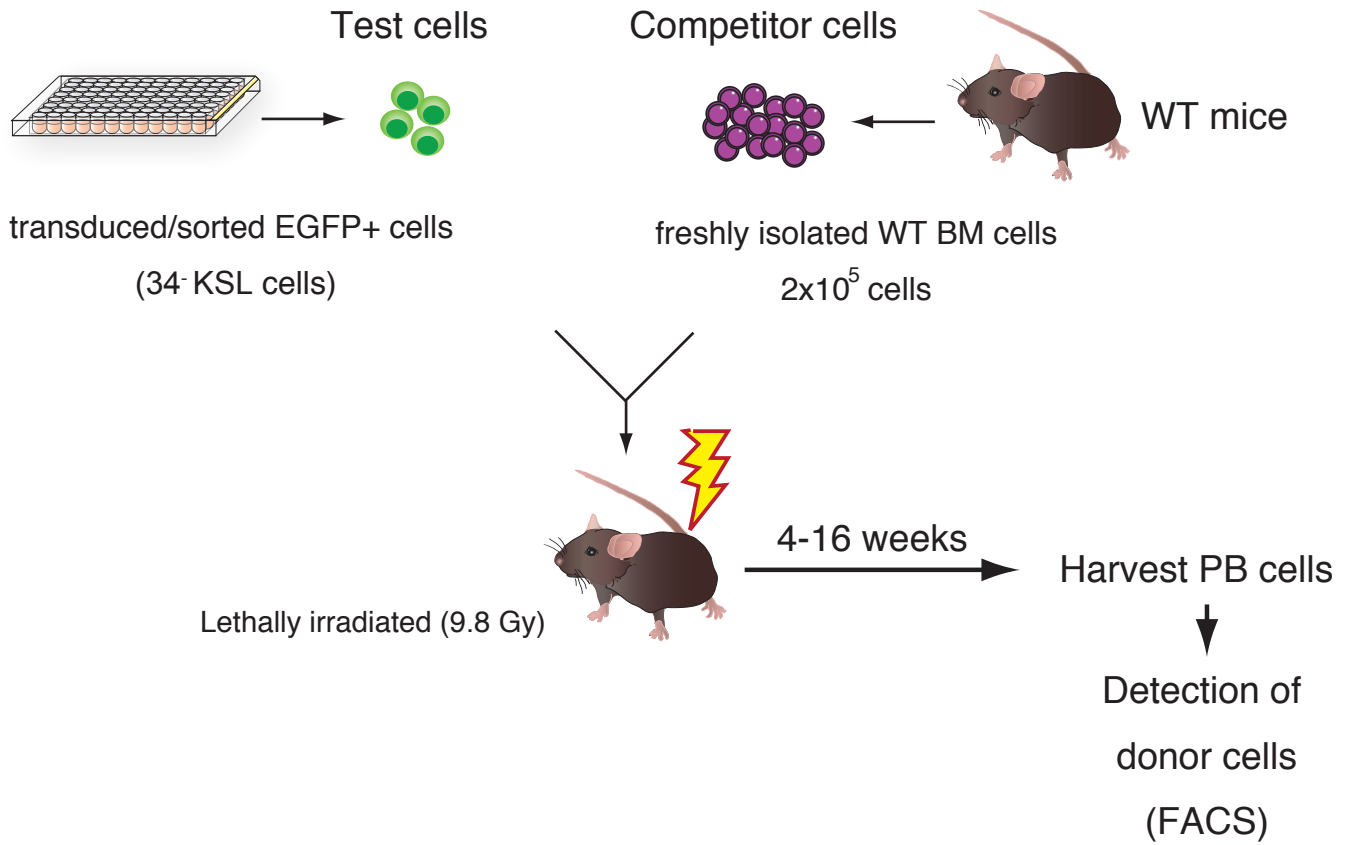 Test cells
Competitor cells
WT mice
transduced/sorted EGFP+ cells
(34⁻ KSL cells)
freshly isolated WT BM cells
2x10⁵ cells
4-16 weeks
Harvest PB cells
Lethally irradiated (9.8 Gy)
Detection of
donor cells
(FACS)